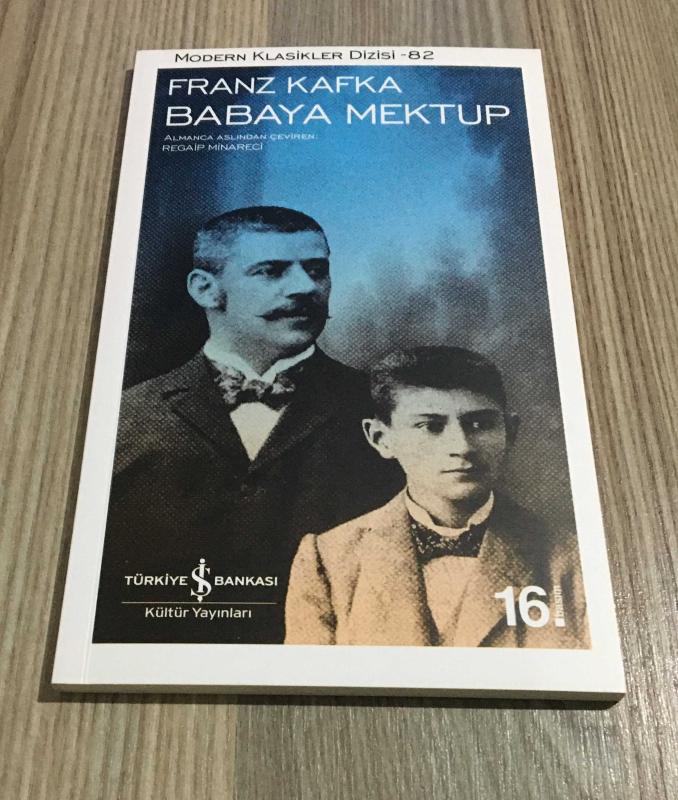 MODERN KLASİKLER DİZİSİ -82
FRANZ KAFKA
BABAYA MEKTUP
ALMANCA ASLINDAN ÇEVİREN:
REGAİP MİNARECİ
TÜRKİYE İŞ BANKASI
Kültür Yayınları
16.
basım